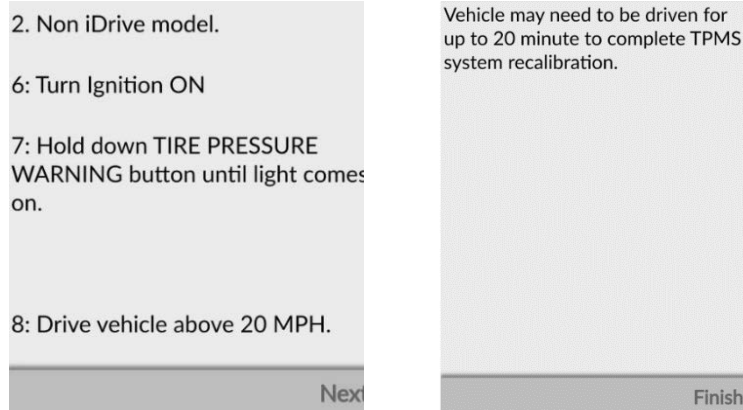 2. Non iDrive model.
6: Turn Ignition ON
7: Hold down TIRE PRESSURE
WARNING button until light comes
on.
8: Drive vehicle above 20 MPH.
Next
Vehicle may need to be driven for
up to 20 minute to complete TPMS
system recalibration.
Finish